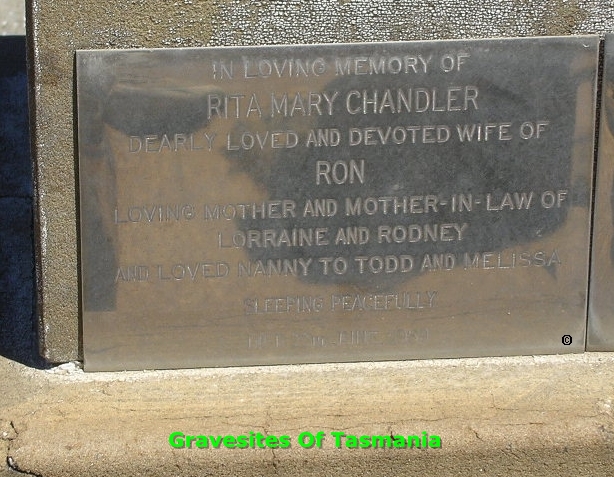 IN LOVING MEMORY OF
RITA MARY CHANDLER
DEARLY LOVED AND DEVOTED WIFE OF
RON
LOVING MOTHER AND MOTHER-IN-LAW OF
LORRAINE AND RODNEY
AND LOVED NANNY TO TODD AND MELISSA
SLEEPING PEACEFULLY
©
Gravesites Of Tasmania